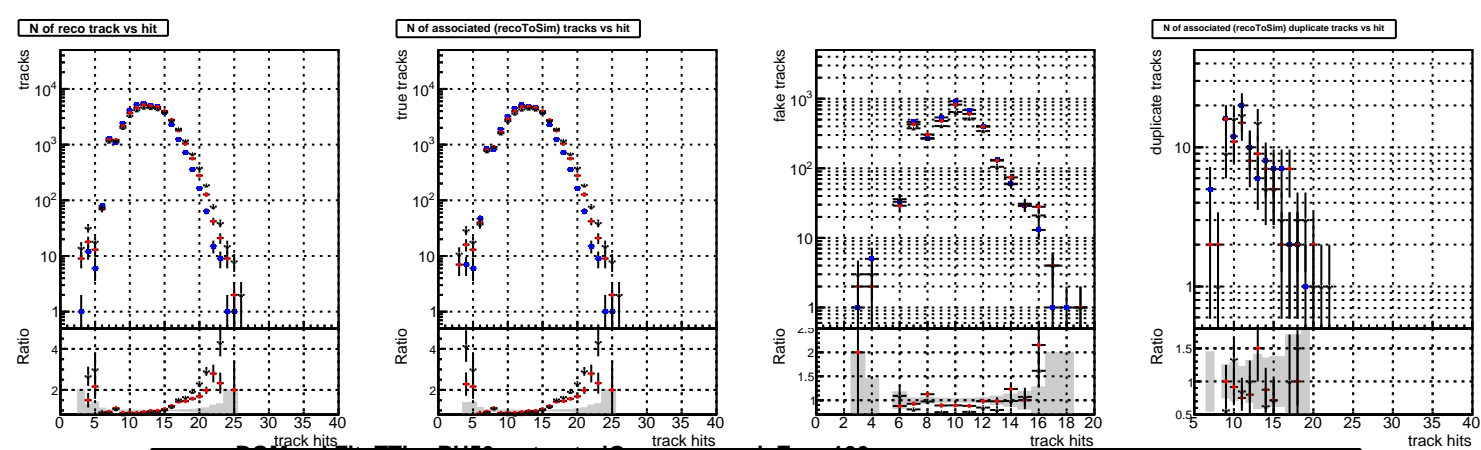 N of reco track vs hit
tracks
10^4
10^3
10^2
10
1
Ratio
4
2
0 5 10 15 20 25 30 35 40
track hits
N of associated (recoToSim) tracks vs hit
true tracks
10^4
10^3
10^2
10
1
Ratio
4
2
0 5 10 15 20 25 30 35 40
track hits
fake tracks
10^3
10^2
10
1
Ratio
2.5
2
1.5
1
0 2 4 6 8 10 12 14 16 18 20
track hits
N of associated (recoToSim) duplicate tracks vs hit
duplicate tracks
10
1
Ratio
1.5
1
0.5
5 10 15 20 25 30 35 40
track hits